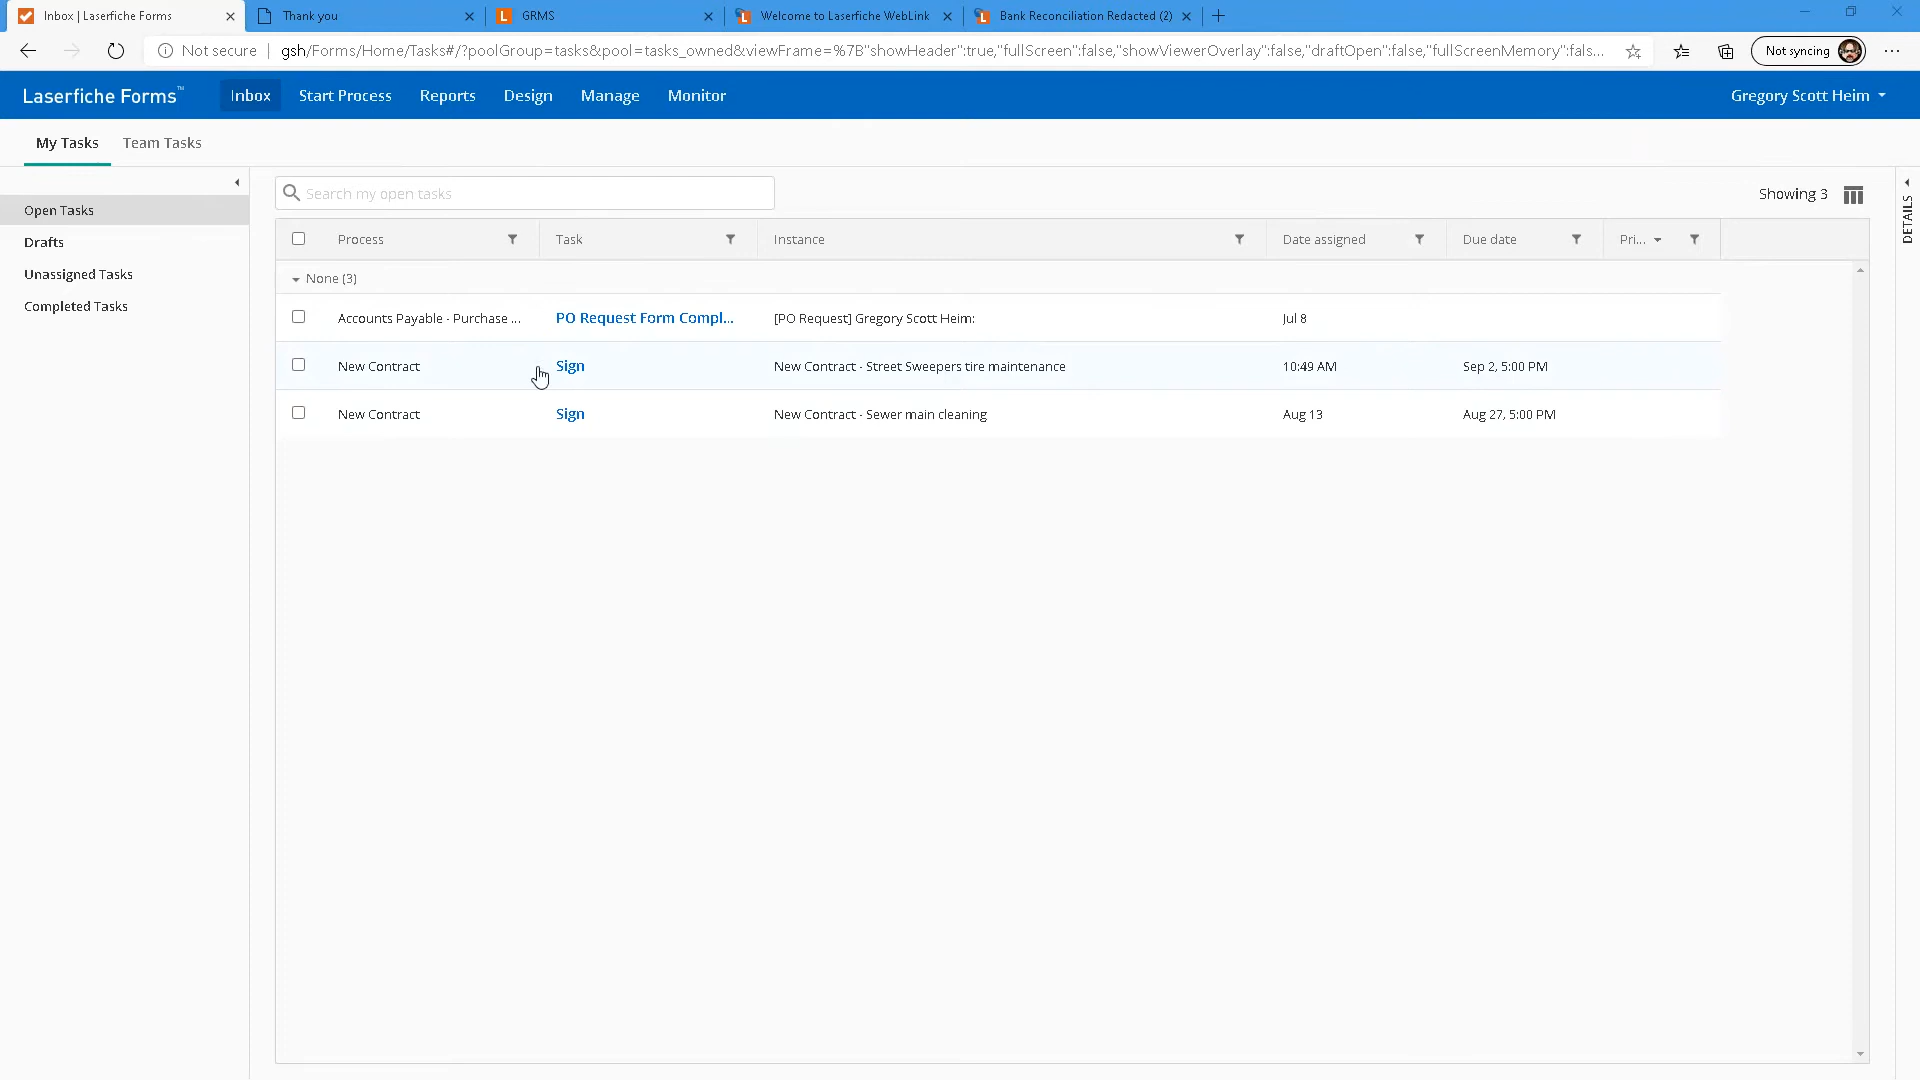 Inbox | Laserfiche Forms
Thank you
GRMS
Welcome to Laserfiche WebLink
Bank Reconciliation Redacted (2)
Not secure
gsh/Forms/Home/Tasks#/?poolGroup=tasks&pool=tasks_owned&viewFrame=%7B"showHeader":true,"fullScreen":false,"showViewerOverlay":false,"draftOpen":false,"fullScreenMemory":fals...
Not syncing
Laserfiche Forms™
Inbox
Start Process
Reports
Design
Manage
Monitor
Gregory Scott Heim
My Tasks
Team Tasks
Open Tasks
Drafts
Unassigned Tasks
Completed Tasks
Search my open tasks
Showing 3
DETAILS
Process Task Instance Date assigned Due date Pri...
None (3)
Accounts Payable - Purchase ... PO Request Form Compl... [PO Request] Gregory Scott Heim: Jul 8
New Contract Sign New Contract - Street Sweepers tire maintenance 10:49 AM Sep 2, 5:00 PM
New Contract Sign New Contract - Sewer main cleaning Aug 13 Aug 27, 5:00 PM